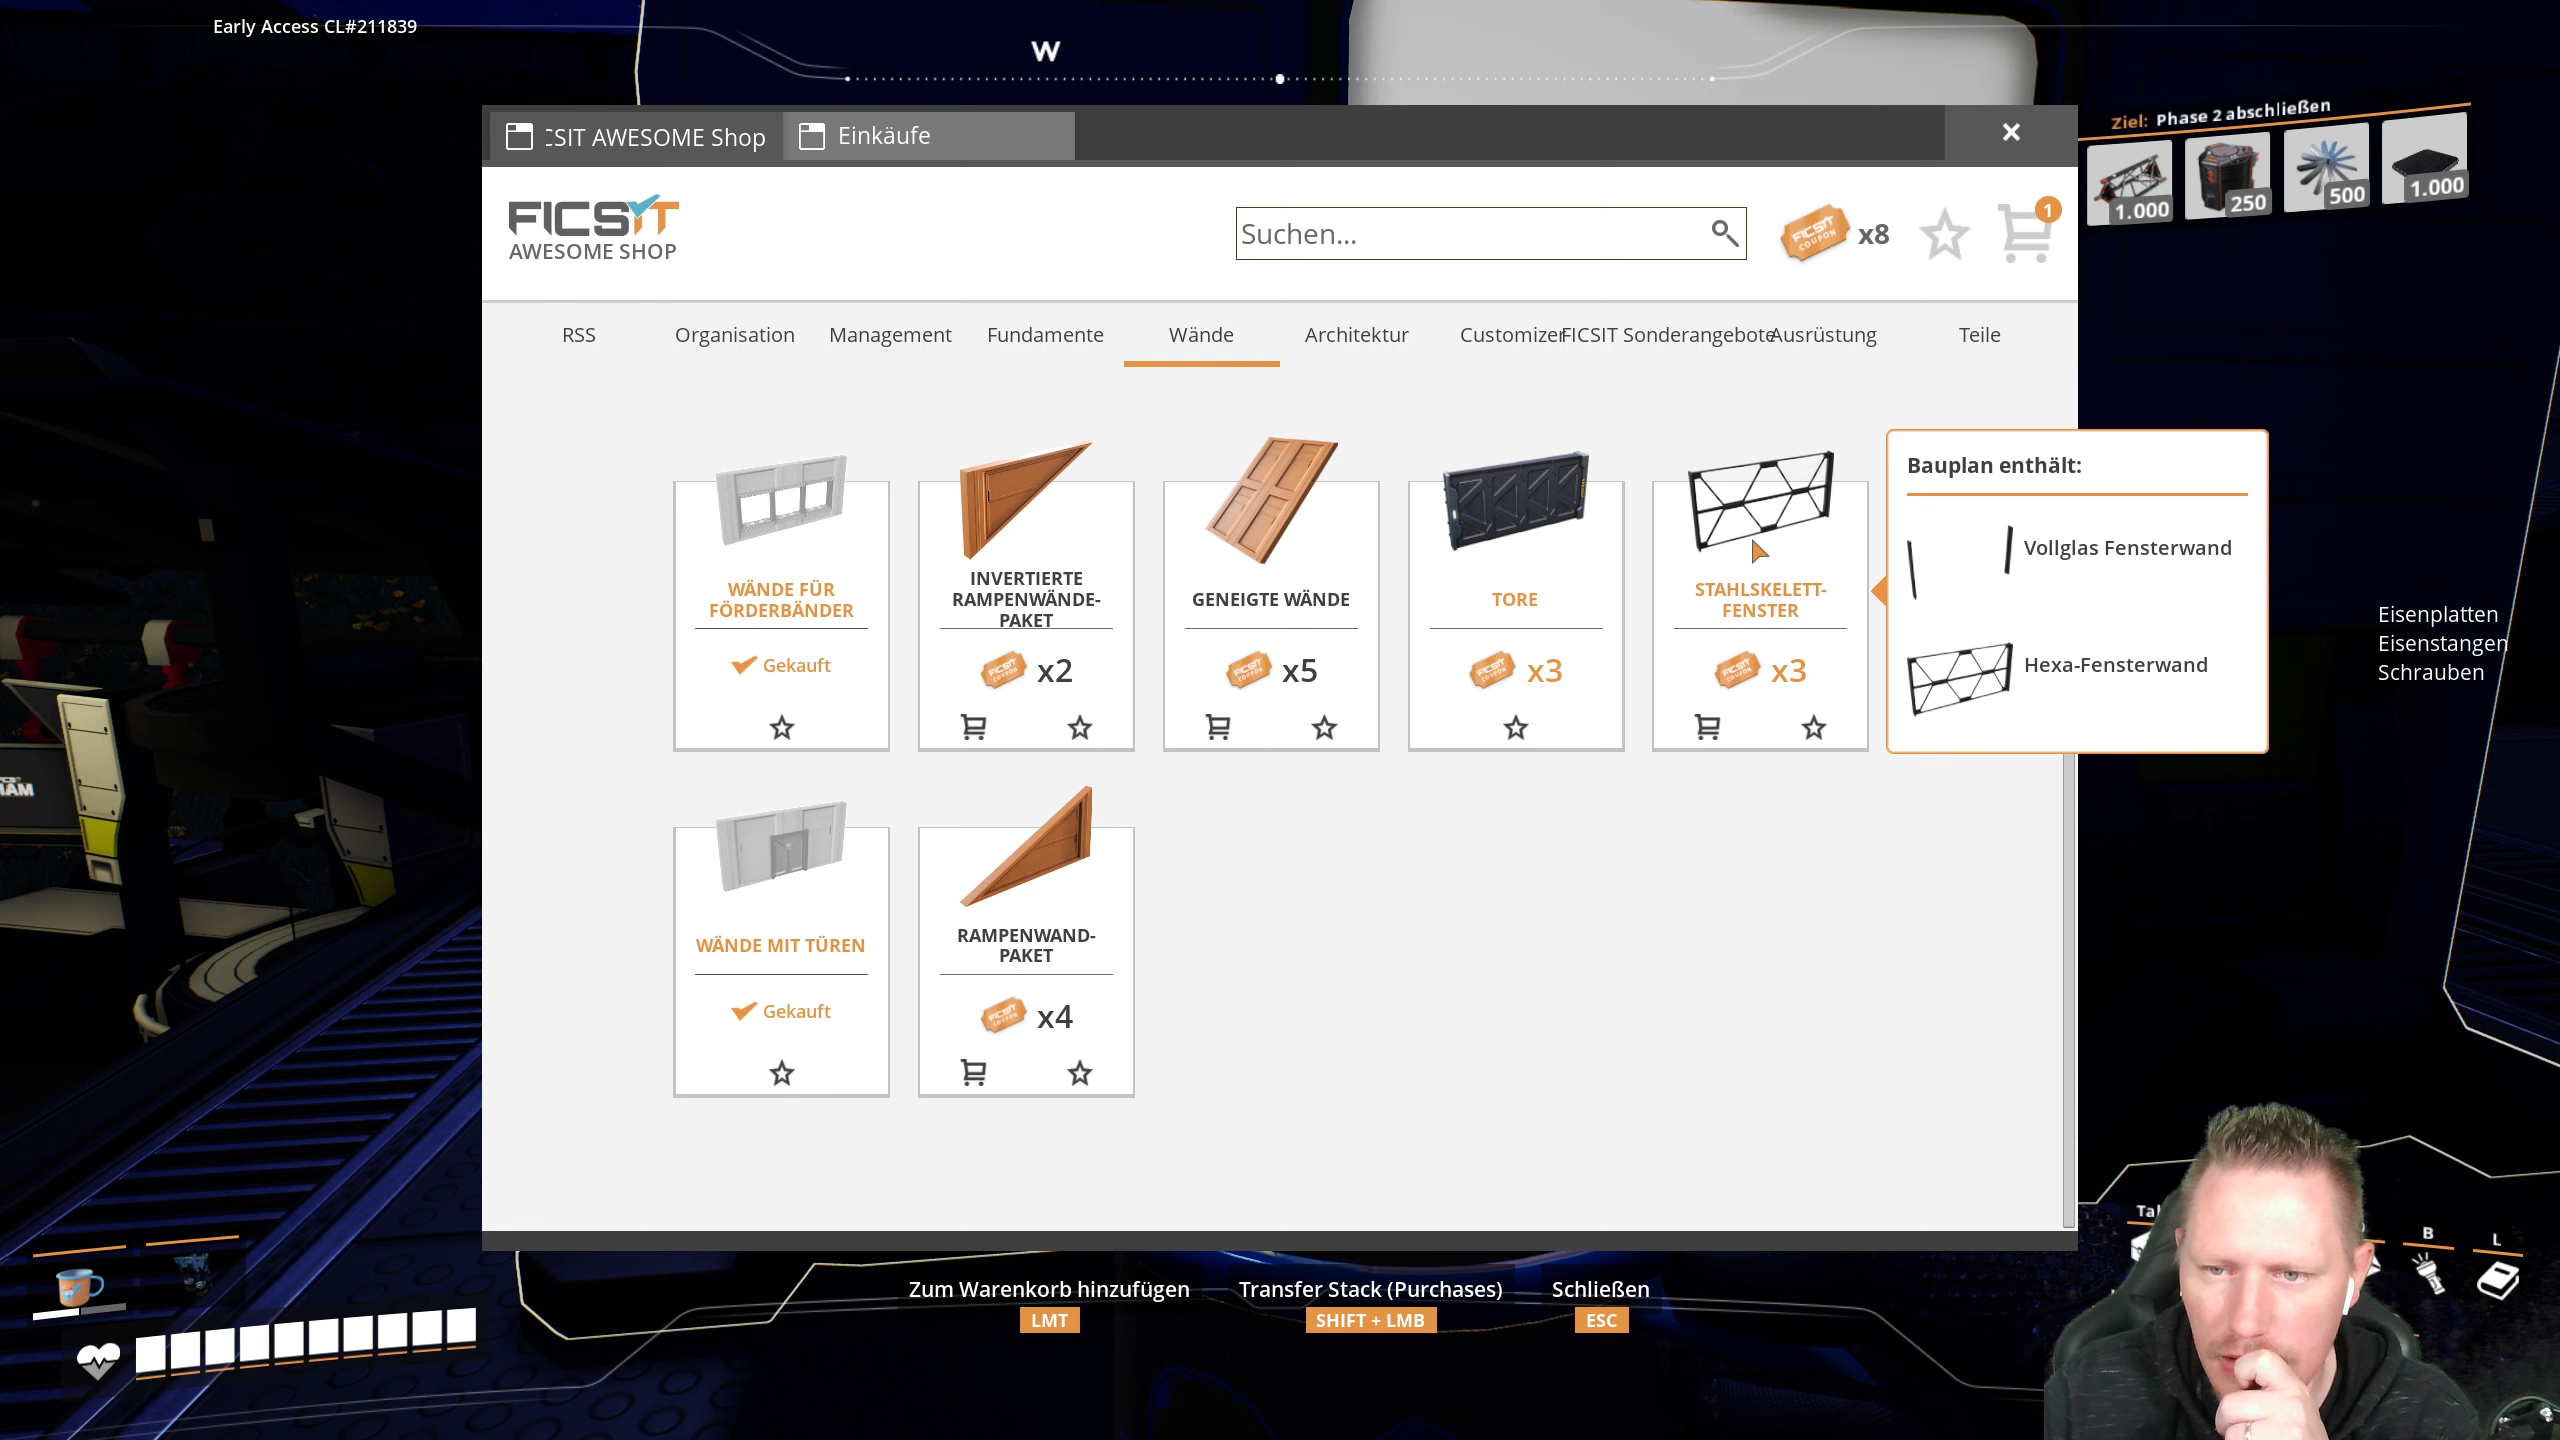 Early Access CL#211839
W
Ziel: Phase 2 abschließen
1.000
250
500
1.000
CSIT AWESOME Shop
Einkäufe
FICSIT
AWESOME SHOP
Suchen...
FICSIT
COUPON
x8
1
RSS
Organisation
Management
Fundamente
Wände
Architektur
Customizer
FICSIT Sonderangebote
Ausrüstung
Teile
WÄNDE FÜR
FÖRDERBÄNDER
Gekauft
INVERTIERTE
RAMPENWÄNDE-
PAKET
x2
GENEIGTE WÄNDE
x5
TORE
x3
STAHLSKELETT-
FENSTER
x3
Bauplan enthält:
Vollglas Fensterwand
Hexa-Fensterwand
Eisenplatten
Eisenstangen
Schrauben
WÄNDE MIT TÜREN
Gekauft
RAMPENWAND-
PAKET
x4
Zum Warenkorb hinzufügen
LMT
Transfer Stack (Purchases)
SHIFT + LMB
Schließen
ESC
B
L